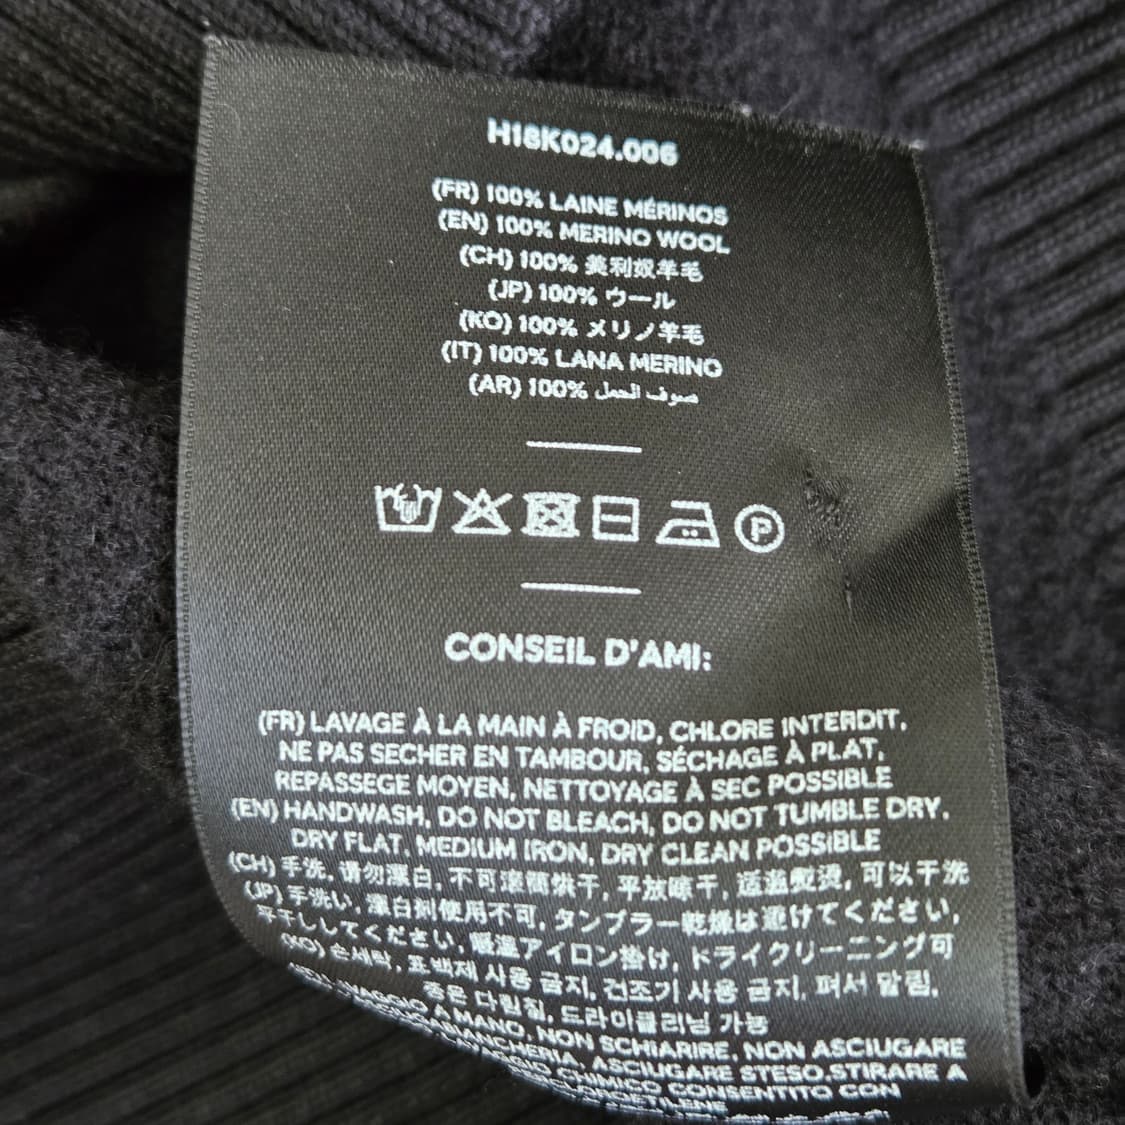 H18K024.006
(FR) 100% LAINE MÉRINOS
(EN) 100% MERINO WOOL
(CH) 100% 美利奴羊毛
(JP) 100% ウール
(KO) 100% メリノ羊毛
(IT) 100% LANA MERINO
(AR) 100% صوف الحمل
P
CONSEIL D'AMI:
(FR) LAVAGE À LA MAIN À FROID, CHLORE INTERDIT,
NE PAS SECHER EN TAMBOUR, SÉCHAGE À PLAT,
REPASSEGE MOYEN, NETTOYAGE À SEC POSSIBLE
(EN) HANDWASH, DO NOT BLEACH, DO NOT TUMBLE DRY,
DRY FLAT, MEDIUM IRON, DRY CLEAN POSSIBLE
(CH) 手洗, 请勿漂白, 不可滚筒烘干, 平放晾干, 适温熨烫, 可以干洗
(JP) 手洗い, 漂白剤使用不可, タンブラー乾燥は避けてください,
平干ししてください, 暖温アイロン掛け, ドライクリーニング可
(KO) 손세탁, 표백제 사용 금지, 건조기 사용 금지, 펴서 말림,
중온 다림질, 드라이클리닝 가능
LAVAGGIO A MANO, NON SCHIARIRE, NON ASCIUGARE
ASCIUGABIANCHERIA, ASCIUGARE STESO, STIRARE A
LAVAGGIO CHIMICO CONSENTITO CON